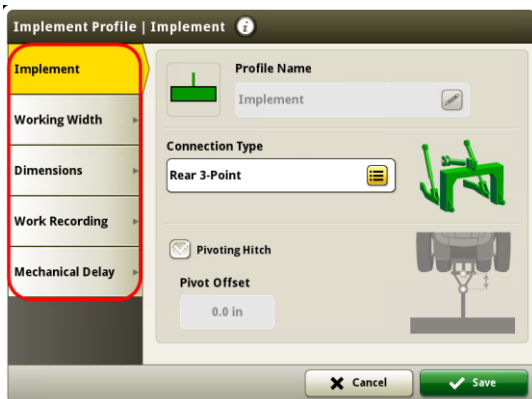 Implement Profile | Implement i
Implement
Working Width
Dimensions
Work Recording
Mechanical Delay
Profile Name
Implement
Connection Type
Rear 3-Point
Pivoting Hitch
Pivot Offset
0.0 in
Cancel
Save